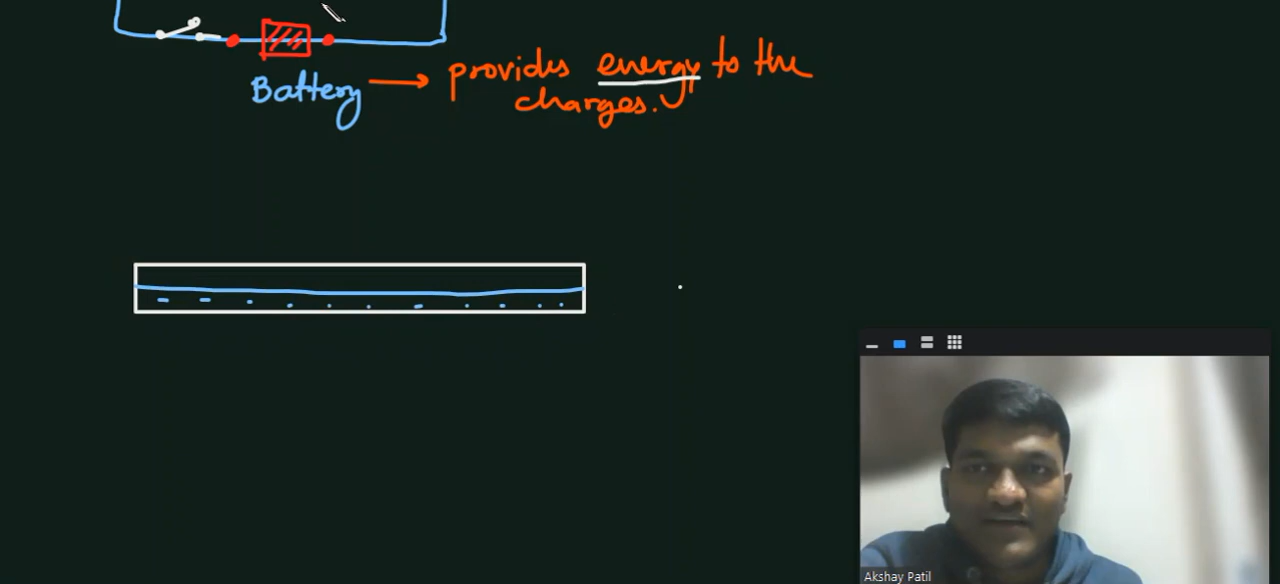 Battery → provides energy to the
charges.
Akshay Patil